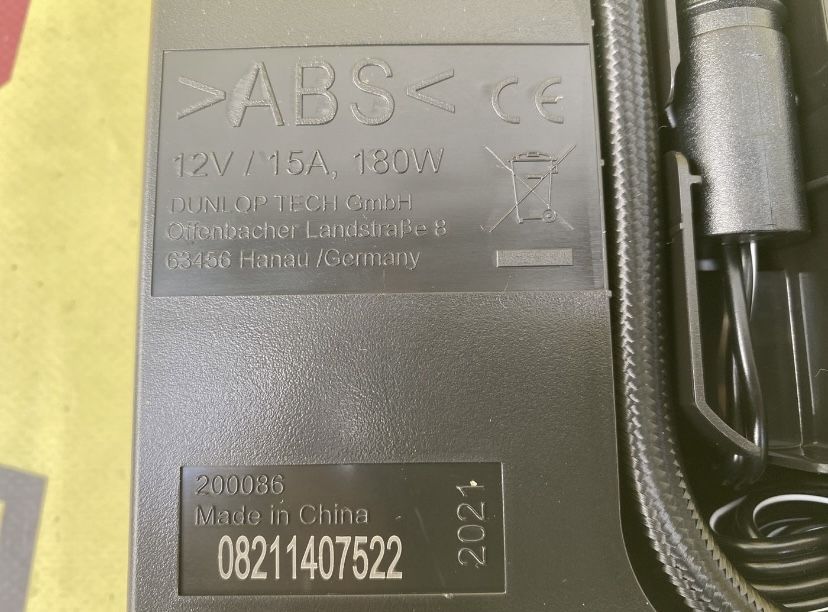 >ABS< CE
12V / 15A, 180W
DUNLOP TECH GmbH
Offenbacher Landstraße 8
63456 Hanau /Germany
200086
Made in China
08211407522
2021